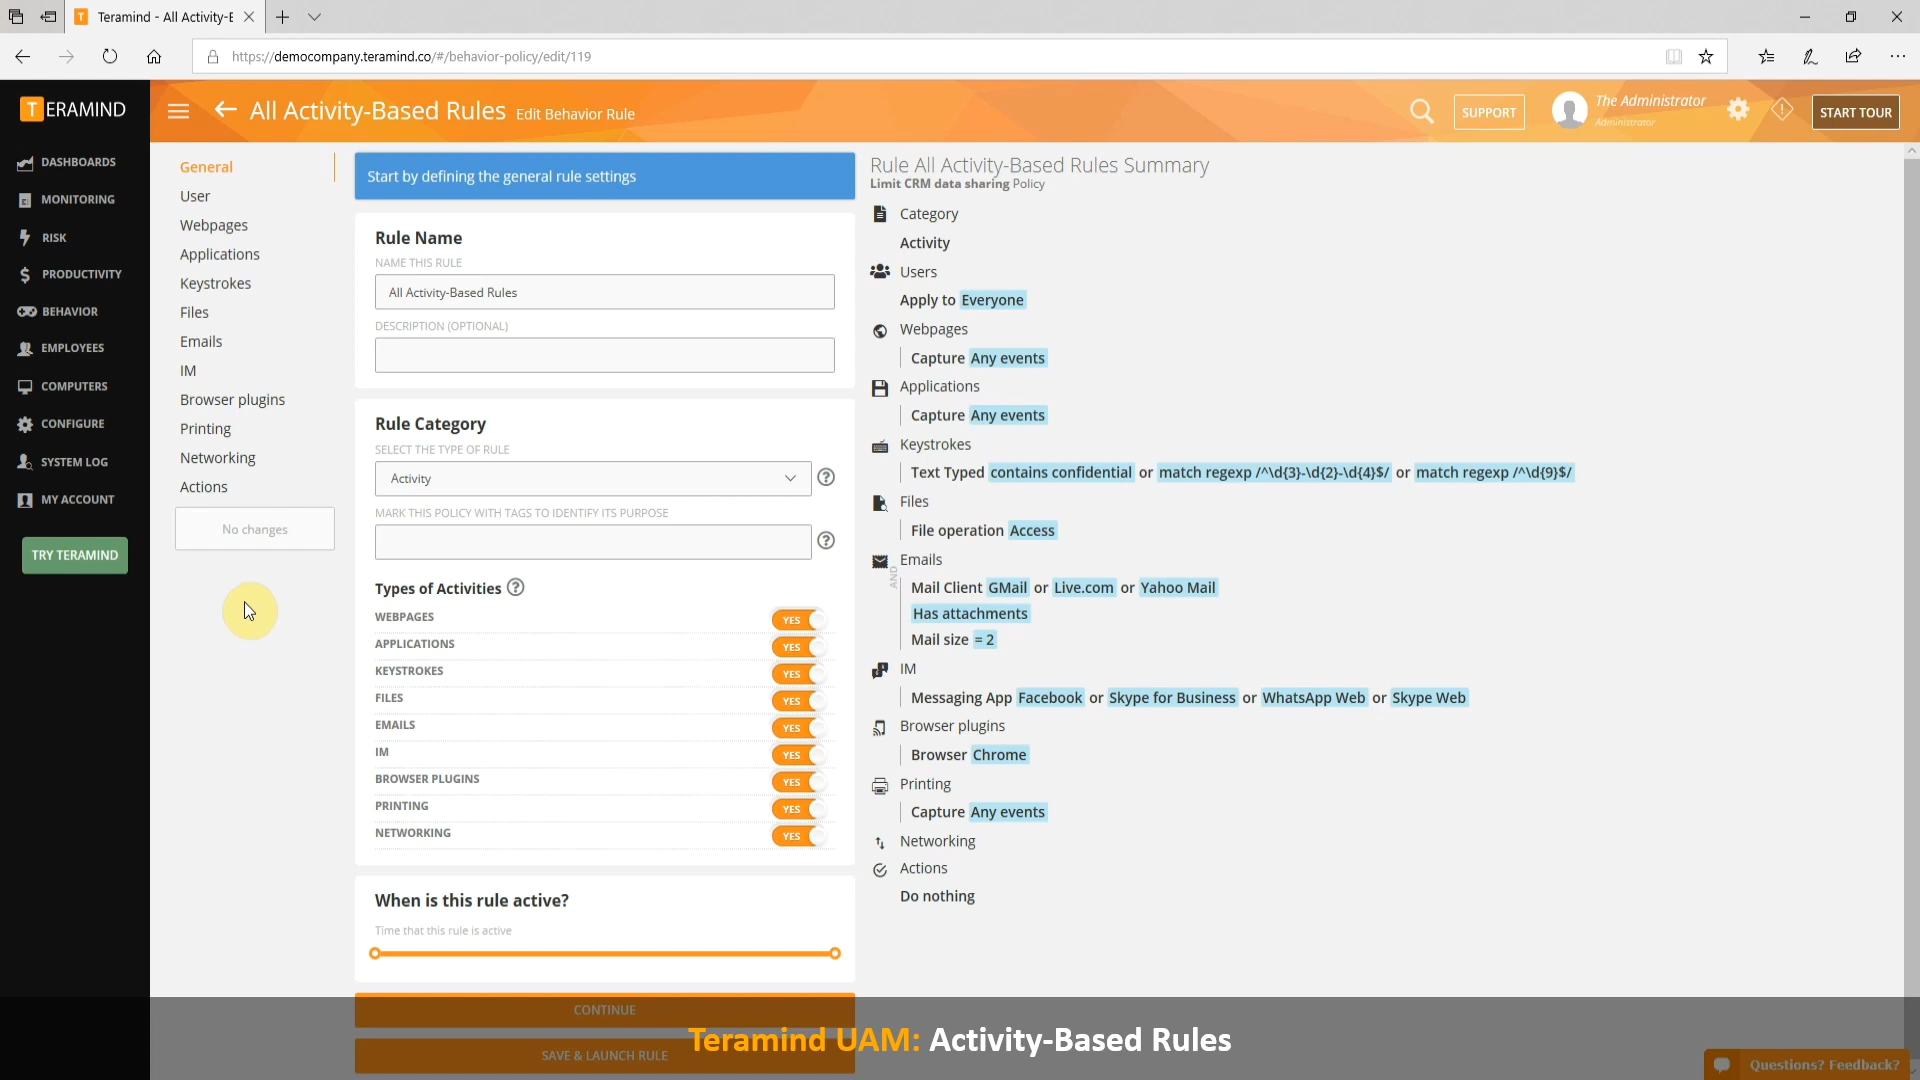 Teramind - All Activity-E
https://democompany.teramind.co/#/behavior-policy/edit/119
TERAMIND
All Activity-Based Rules Edit Behavior Rule
SUPPORT
The Administrator
Administrator
START TOUR
DASHBOARDS
MONITORING
RISK
PRODUCTIVITY
BEHAVIOR
EMPLOYEES
COMPUTERS
CONFIGURE
SYSTEM LOG
MY ACCOUNT
TRY TERAMIND
General
User
Webpages
Applications
Keystrokes
Files
Emails
IM
Browser plugins
Printing
Networking
Actions
No changes
Start by defining the general rule settings
Rule Name
NAME THIS RULE
All Activity-Based Rules
DESCRIPTION (OPTIONAL)
Rule Category
SELECT THE TYPE OF RULE
Activity
MARK THIS POLICY WITH TAGS TO IDENTIFY ITS PURPOSE
Types of Activities
WEBPAGES YES
APPLICATIONS YES
KEYSTROKES YES
FILES YES
EMAILS YES
IM YES
BROWSER PLUGINS YES
PRINTING YES
NETWORKING YES
When is this rule active?
Time that this rule is active
CONTINUE
SAVE & LAUNCH RULE
Rule All Activity-Based Rules Summary
Limit CRM data sharing Policy
Category
Activity
Users
Apply to Everyone
Webpages
Capture Any events
Applications
Capture Any events
Keystrokes
Text Typed contains confidential or match regexp /^\d{3}-\d{2}-\d{4}$/ or match regexp /^\d{9}$/
Files
File operation Access
Emails
AND
Mail Client GMail or Live.com or Yahoo Mail
Has attachments
Mail size = 2
IM
Messaging App Facebook or Skype for Business or WhatsApp Web or Skype Web
Browser plugins
Browser Chrome
Printing
Capture Any events
Networking
Actions
Do nothing
Teramind UAM: Activity-Based Rules
Questions? Feedback?